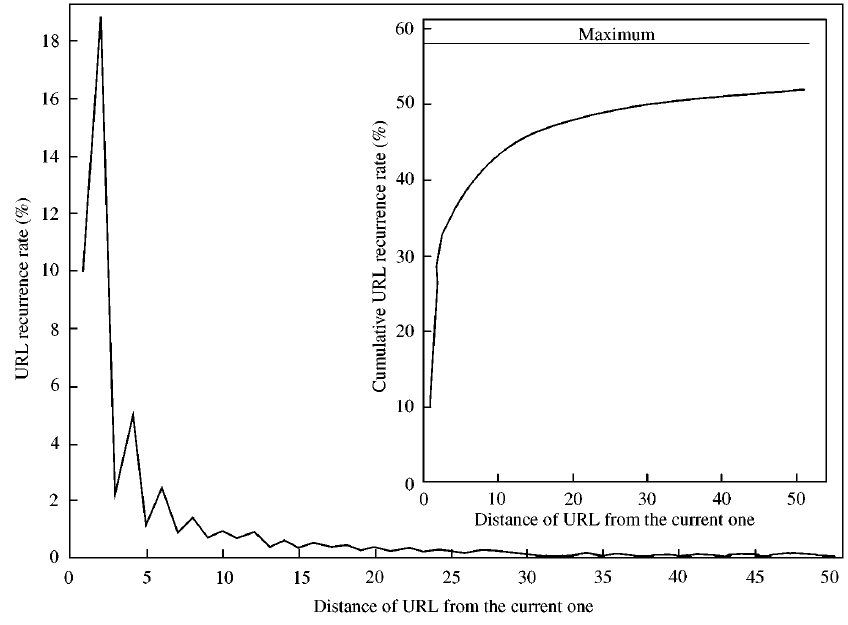 URL recurrence rate (%)
18
16
14
12
10
8
6
4
2
0
0 5 10 15 20 25 30 35 40 45 50
Distance of URL from the current one
Cumulative URL recurrence rate (%)
60
50
40
30
20
10
0
Maximum
0 10 20 30 40 50
Distance of URL from the current one